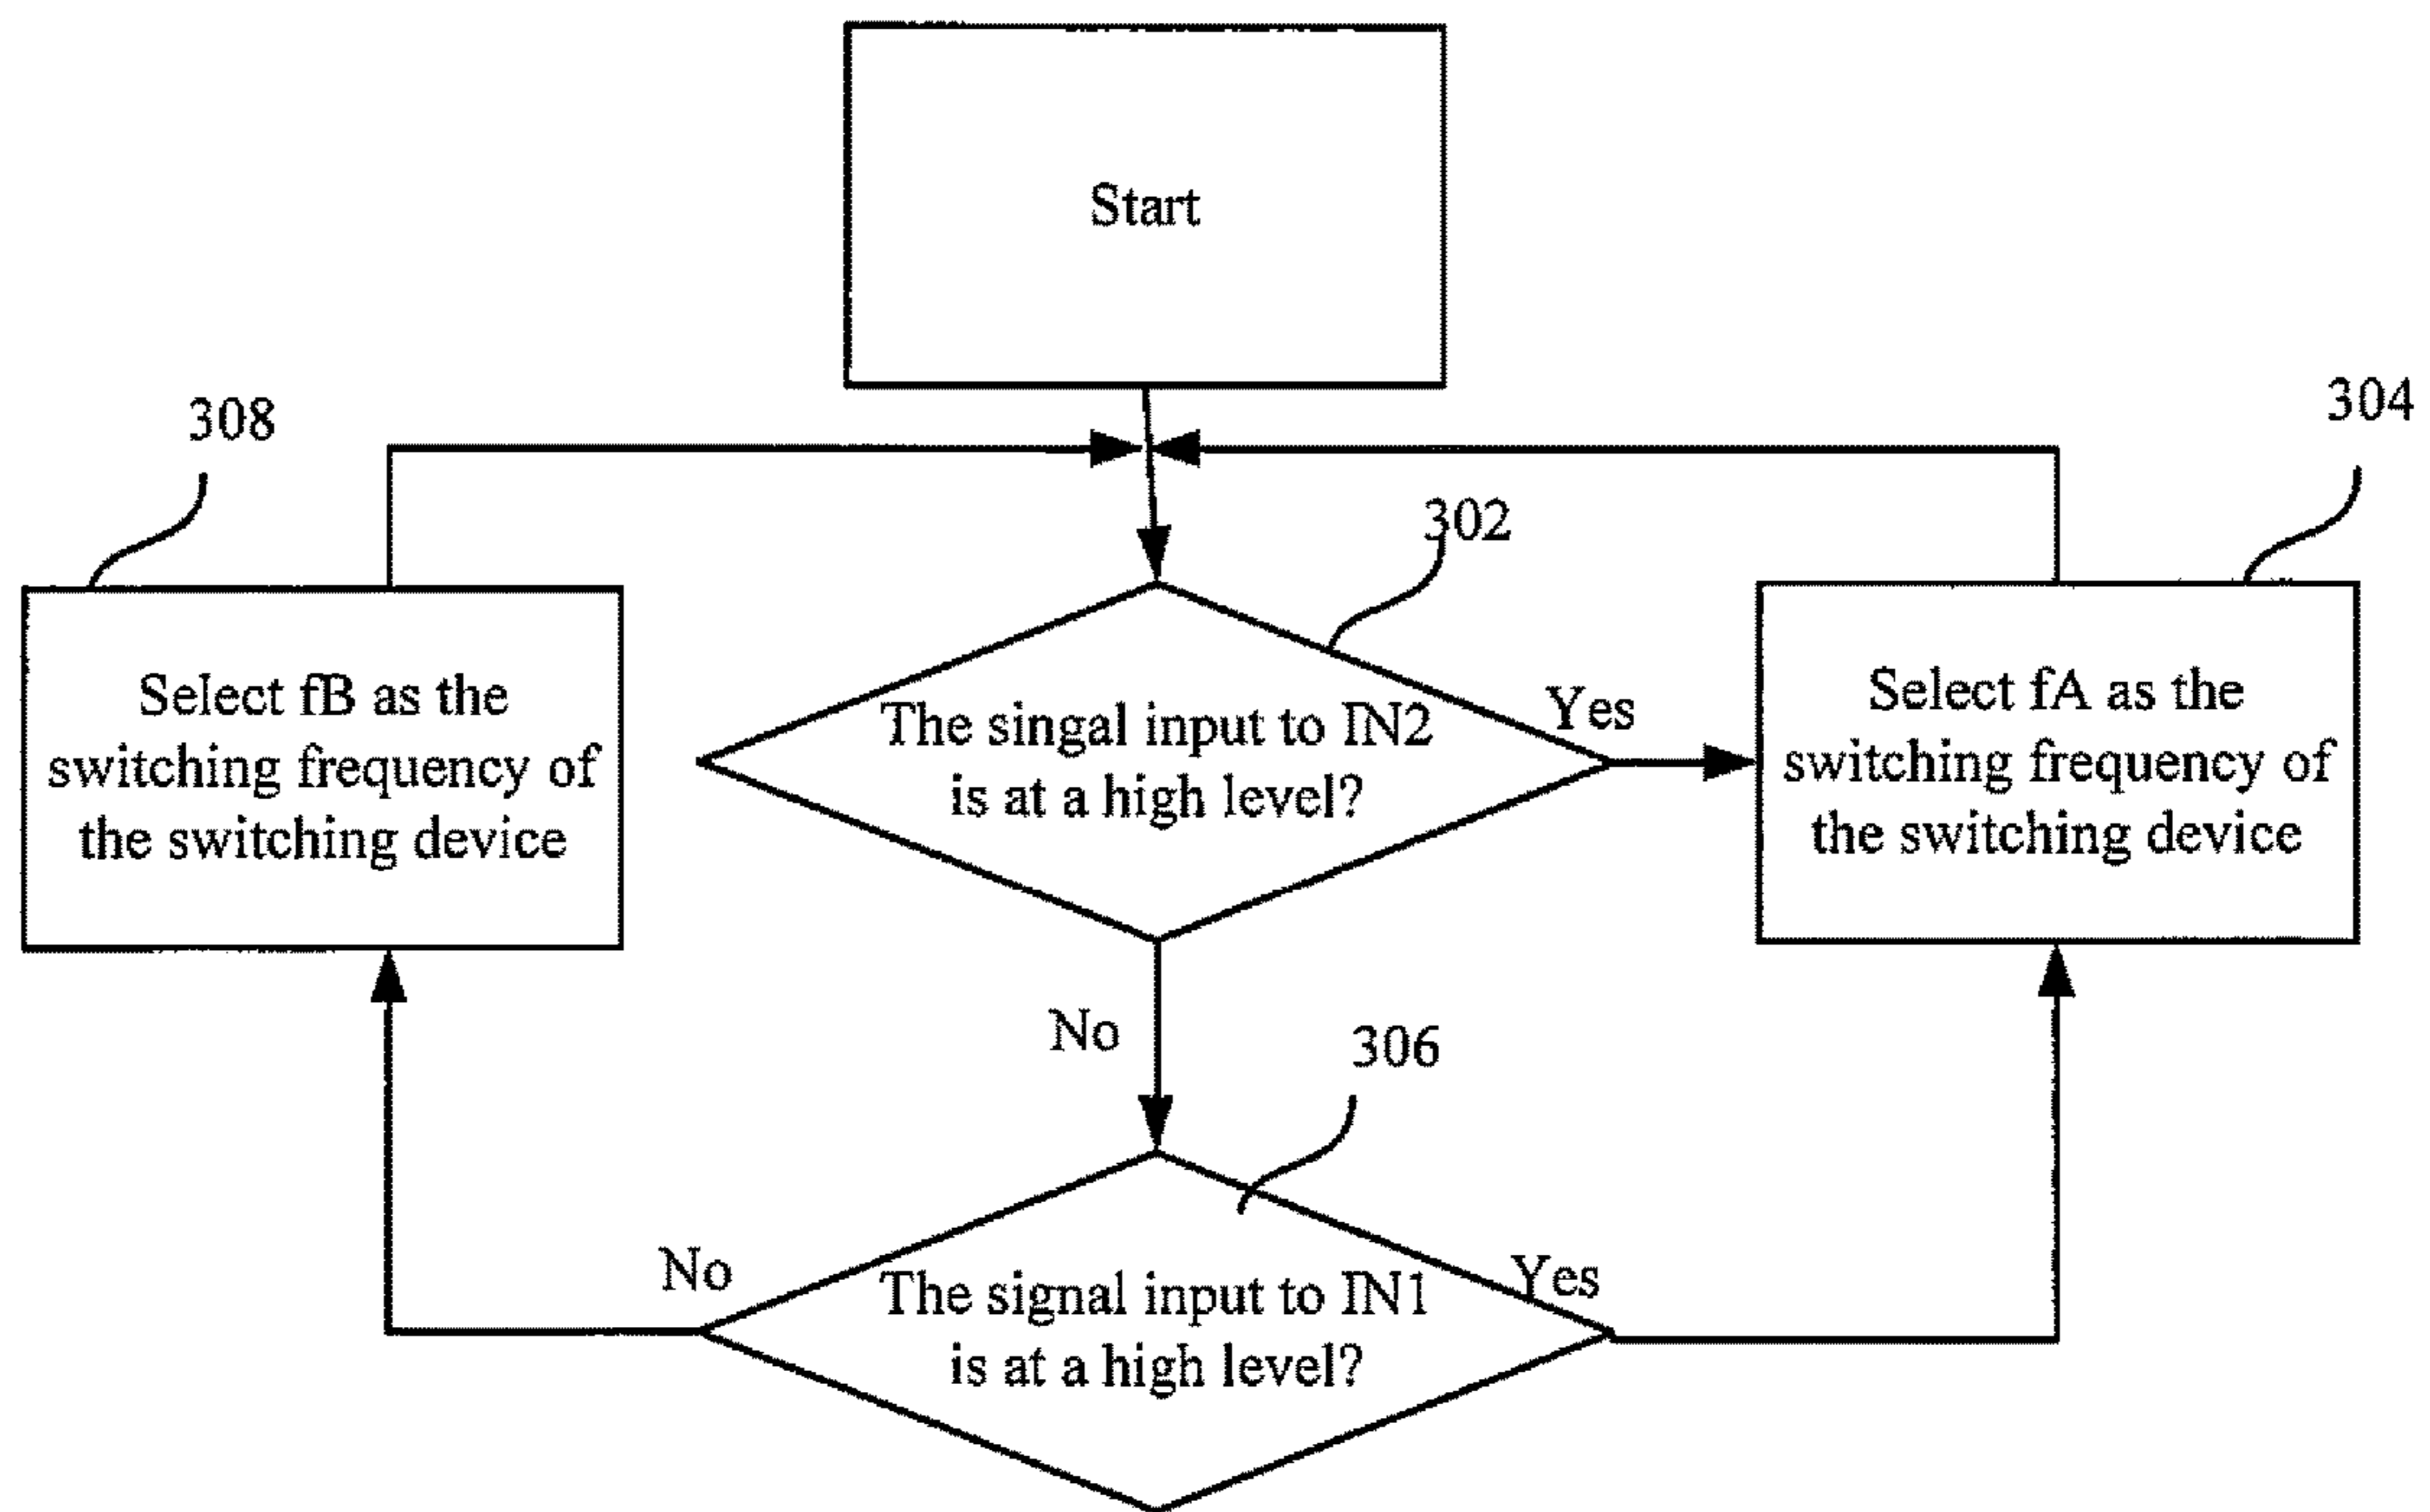 Start
308
304
302
Select fB as the
switching frequency of
the switching device
The singal input to IN2
is at a high level?
Yes
Select fA as the
switching frequency of
the switching device
No
306
No
The signal input to IN1
is at a high level?
Yes